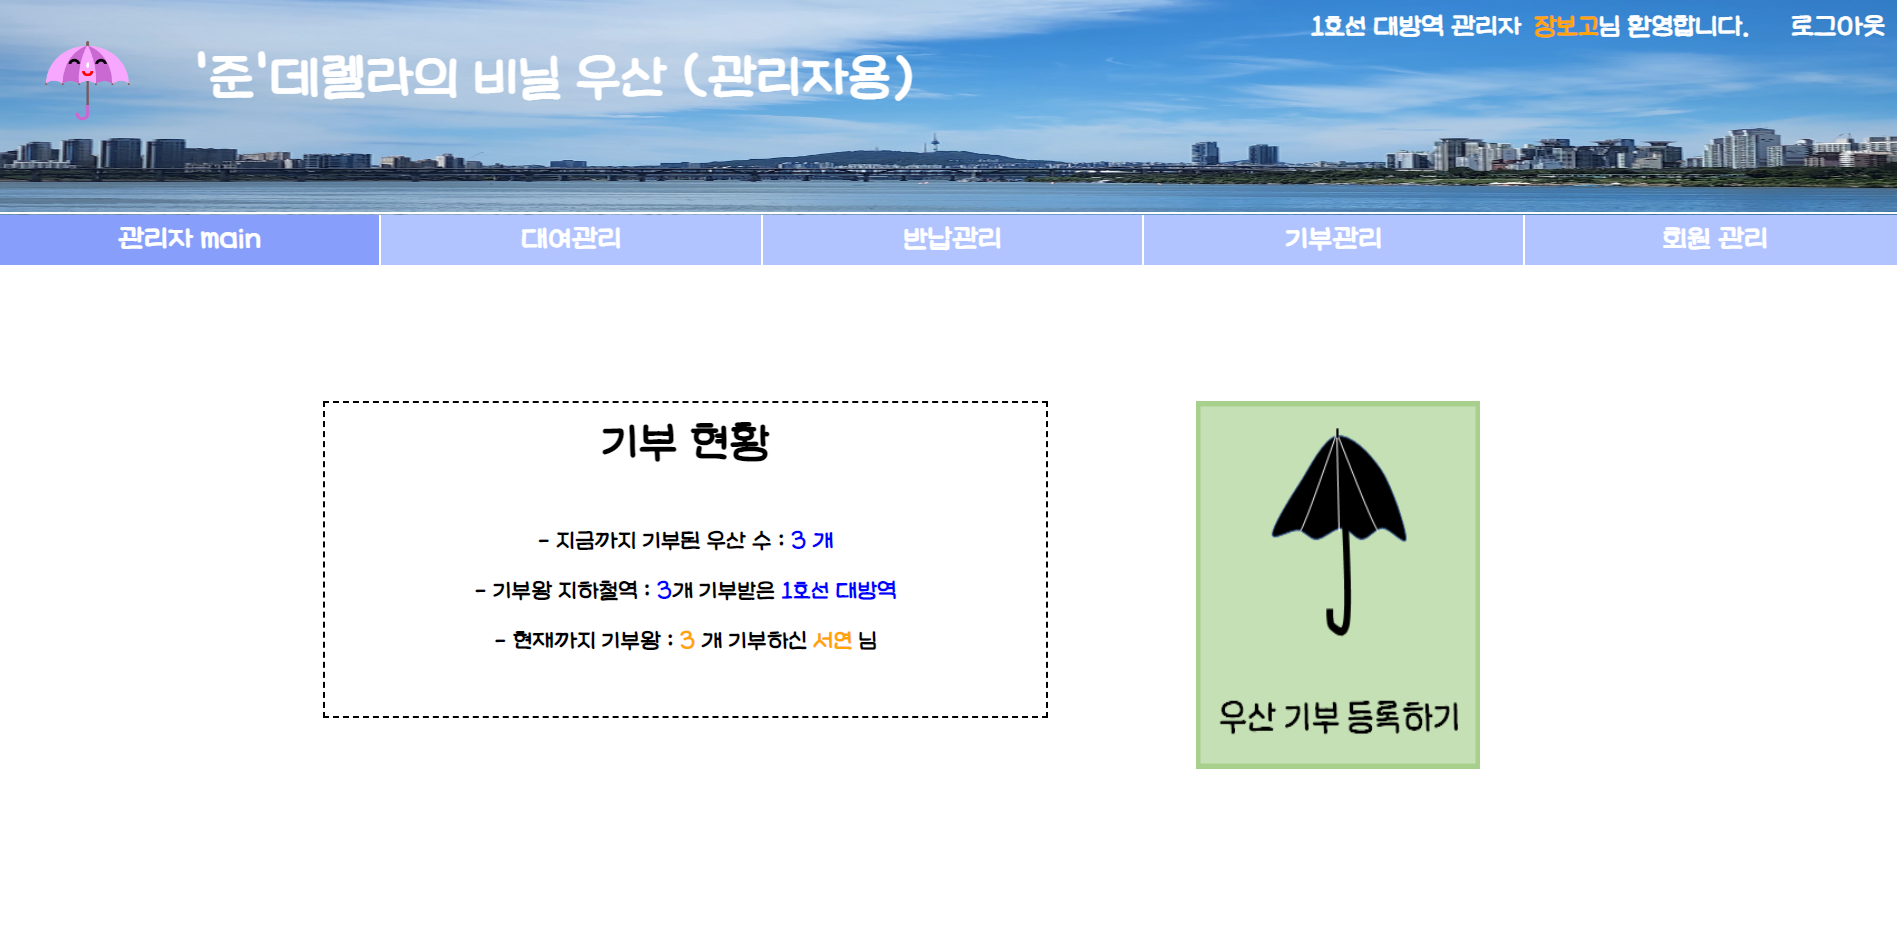 1호선 대방역 관리자 장보고님 환영합니다. 로그아웃
'준'데렐라의 비닐 우산 (관리자용)
관리자 main 대여관리 반납관리 기부관리 회원 관리
기부 현황
- 지금까지 기부된 우산 수 : 3 개
- 기부왕 지하철역 : 3개 기부받은 1호선 대방역
- 현재까지 기부왕 : 3 개 기부하신 서연 님
우산 기부 등록하기